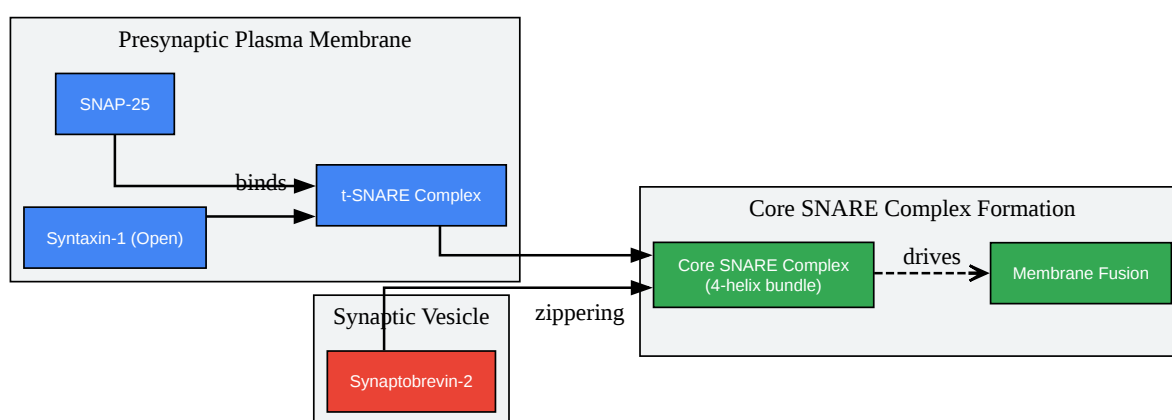 Presynaptic Plasma Membrane
SNAP-25
binds
t-SNARE Complex
Syntaxin-1 (Open)
Core SNARE Complex Formation
Core SNARE Complex
(4-helix bundle)
drives
Membrane Fusion
zippering
Synaptic Vesicle
Synaptobrevin-2